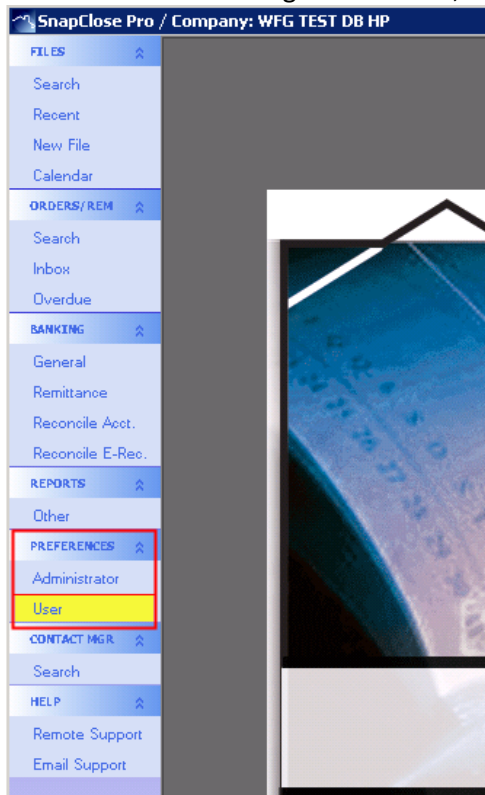 SnapClose Pro / Company: WFG TEST DB HP
FILES
Search
Recent
New File
Calendar
ORDERS/REM
Search
Inbox
Overdue
BANKING
General
Remittance
Reconcile Acct.
Reconcile E-Rec.
REPORTS
Other
PREFERENCES
Administrator
User
CONTACT MGR
Search
HELP
Remote Support
Email Support